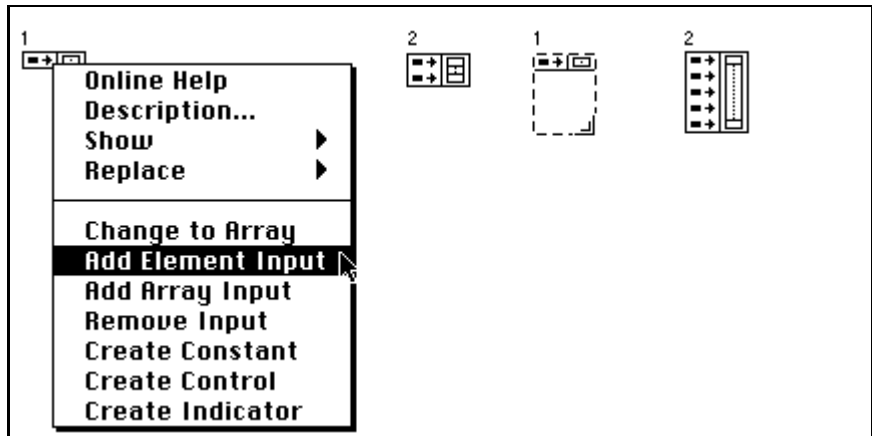 1
2
1
2
Online Help
Description...
Show
Replace
Change to Array
Add Element Input
Add Array Input
Remove Input
Create Constant
Create Control
Create Indicator